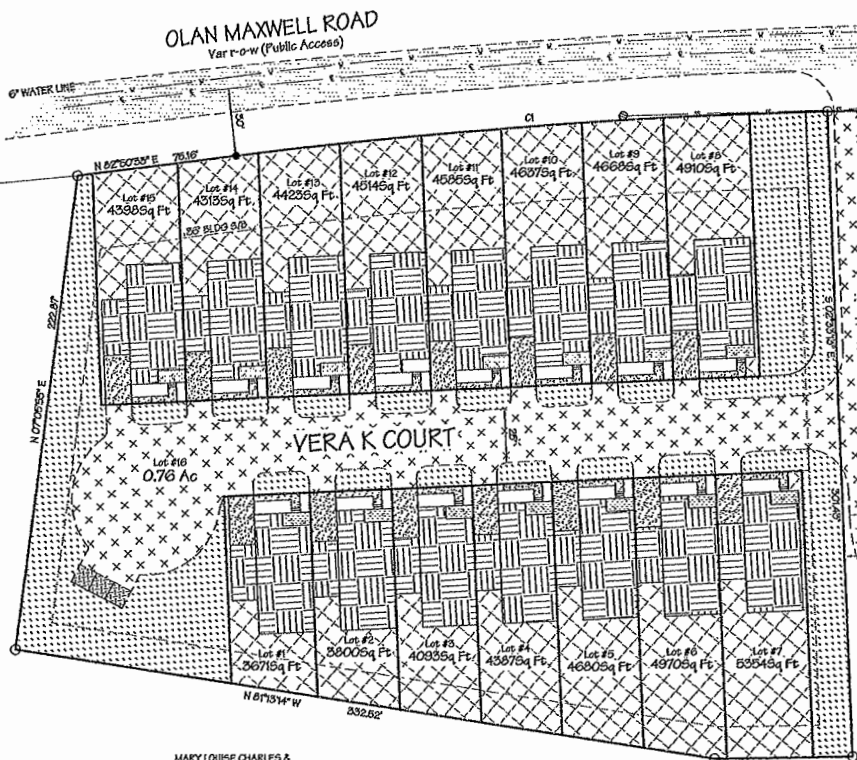 OLAN MAXWELL ROAD
Var r-o-w (Public Access)
6" WATER LINE
30'
C1
N 82°50'33" E 75.16'
Lot #15
4398Sq Ft
Lot #14
4313Sq Ft
Lot #13
4423Sq Ft
Lot #12
4514Sq Ft
Lot #11
4585Sq Ft
Lot #10
4637Sq Ft
Lot #9
4668Sq Ft
Lot #8
4910Sq Ft
35' BLDG S/B
222.87'
N 07°05'55" E
VERA K COURT
Lot #16
0.76 Ac
Lot #1
3671Sq Ft
Lot #2
3800Sq Ft
Lot #3
4093Sq Ft
Lot #4
4387Sq Ft
Lot #5
4680Sq Ft
Lot #6
4970Sq Ft
Lot #7
5354Sq Ft
N 81°13'14" W
332.52'
MARY LOUISE CHARLES &